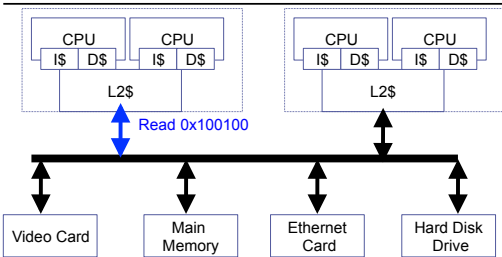 CPU CPU CPU CPU
I$ D$ I$ D$ I$ D$ I$ D$
L2$ L2$
Read 0x100100
Video Card
Main
Memory
Ethernet
Card
Hard Disk
Drive